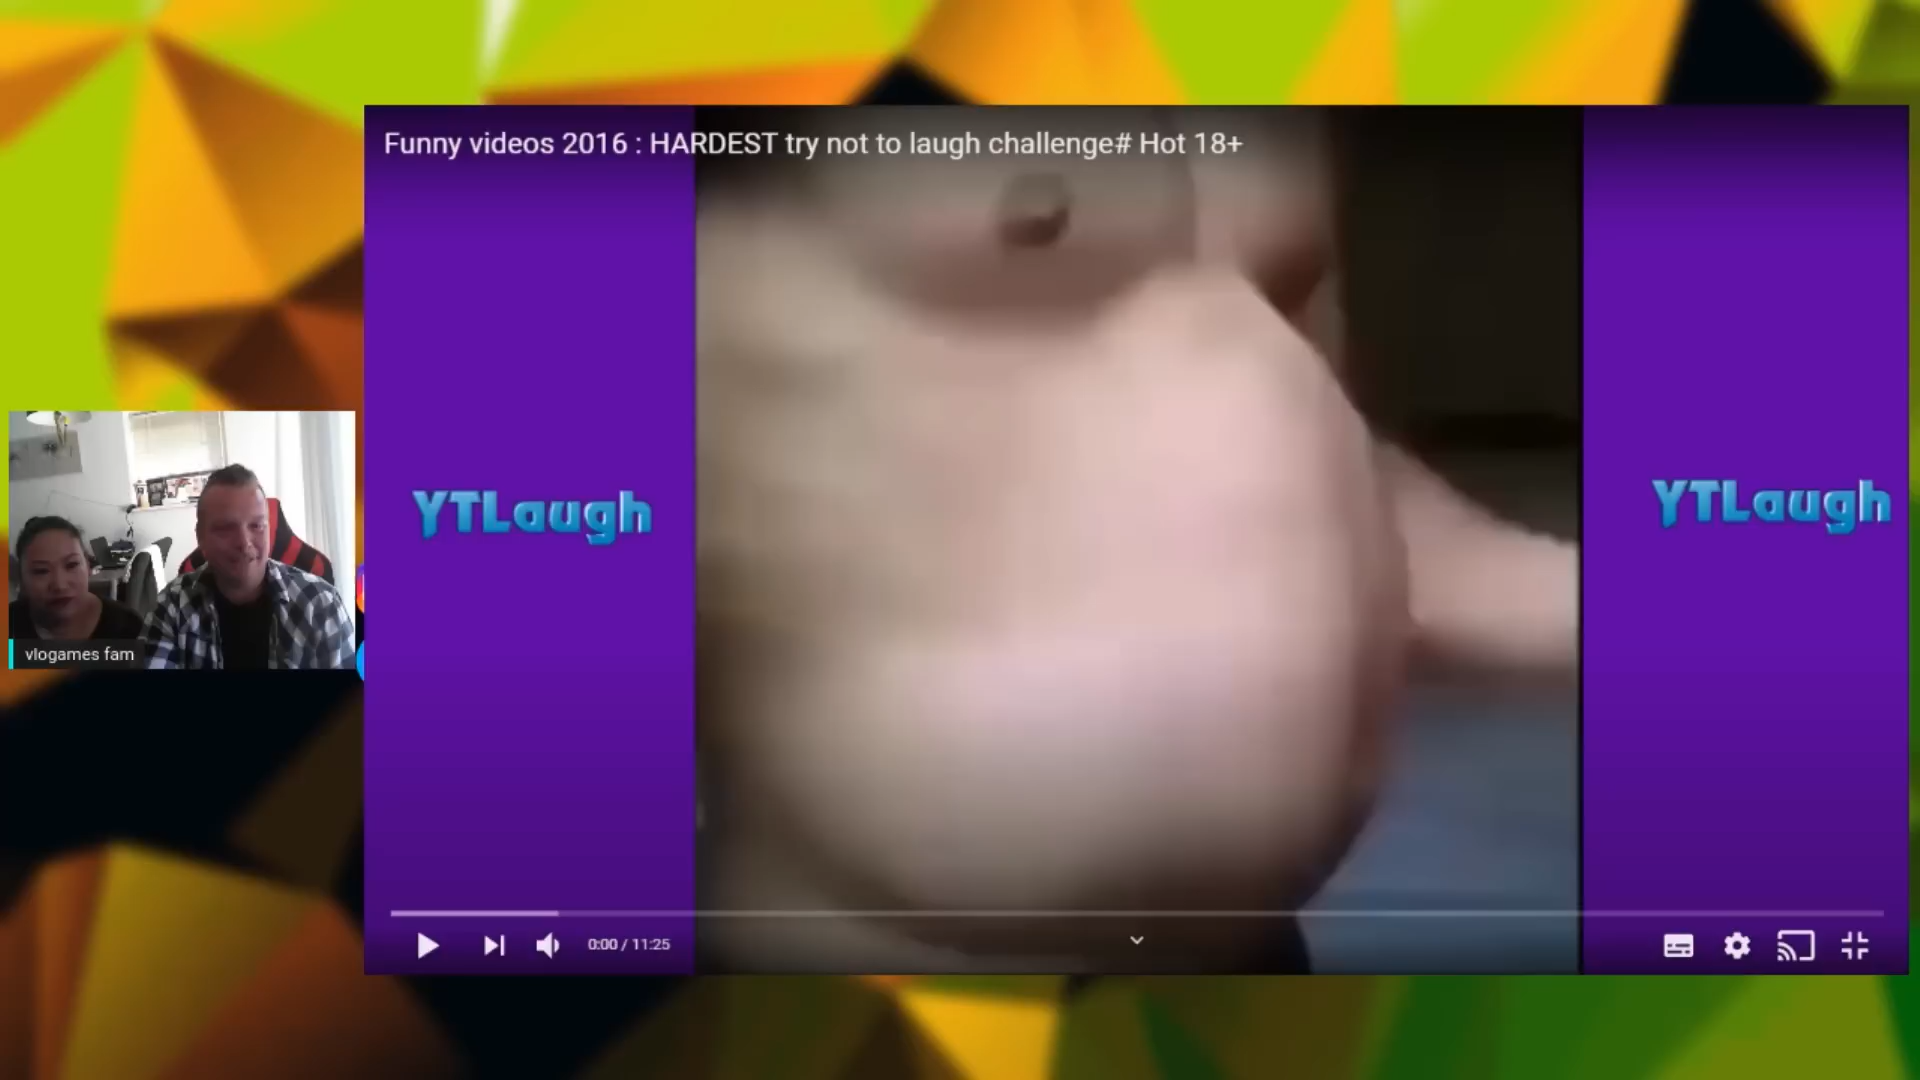 Funny videos 2016 : HARDEST try not to laugh challenge# Hot 18+
YTLaugh
YTLaugh
vlogames fam
0:00 / 11:25